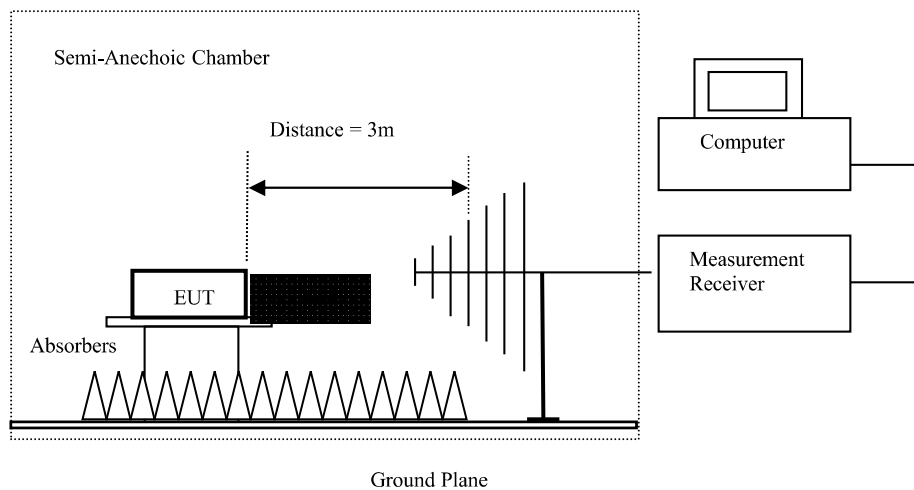 Semi-Anechoic Chamber
Distance = 3m
Computer
Measurement
Receiver
EUT
Absorbers
Ground Plane